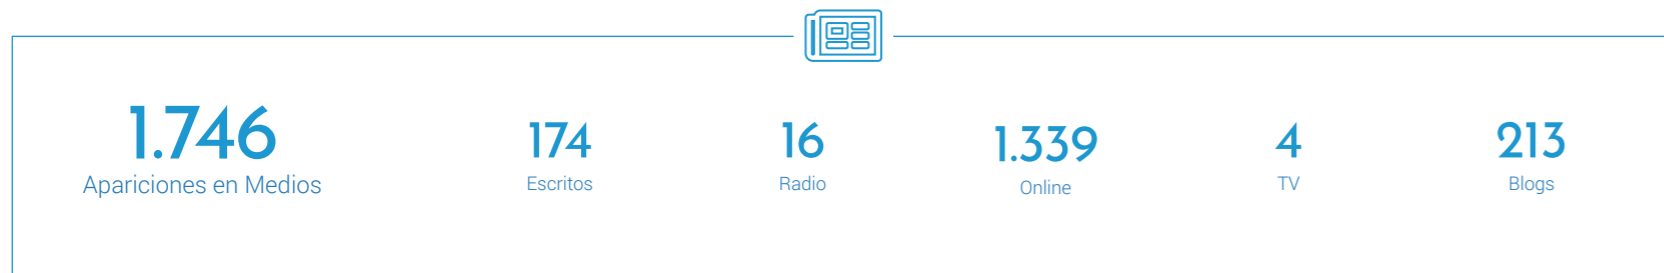 1.746
Apariciones en Medios
174
Escritos
16
Radio
1.339
Online
4
TV
213
Blogs